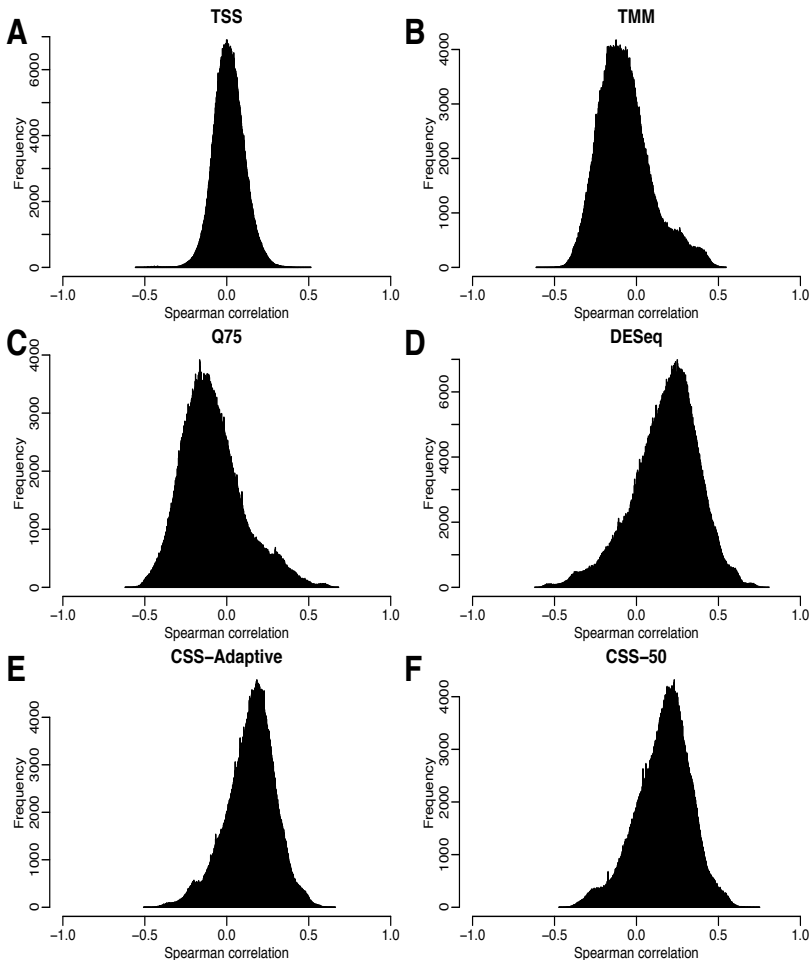 A
TSS
Frequency
0 2000 4000 6000
−1.0 −0.5 0.0 0.5 1.0
Spearman correlation
B
TMM
Frequency
0 1000 2000 3000 4000
−1.0 −0.5 0.0 0.5 1.0
Spearman correlation
C
Q75
Frequency
0 1000 2000 3000 4000
−1.0 −0.5 0.0 0.5 1.0
Spearman correlation
D
DESeq
Frequency
0 2000 4000 6000
−1.0 −0.5 0.0 0.5 1.0
Spearman correlation
E
CSS−Adaptive
Frequency
0 1000 2000 3000 4000
−1.0 −0.5 0.0 0.5 1.0
Spearman correlation
F
CSS−50
Frequency
0 1000 2000 3000 4000
−1.0 −0.5 0.0 0.5 1.0
Spearman correlation